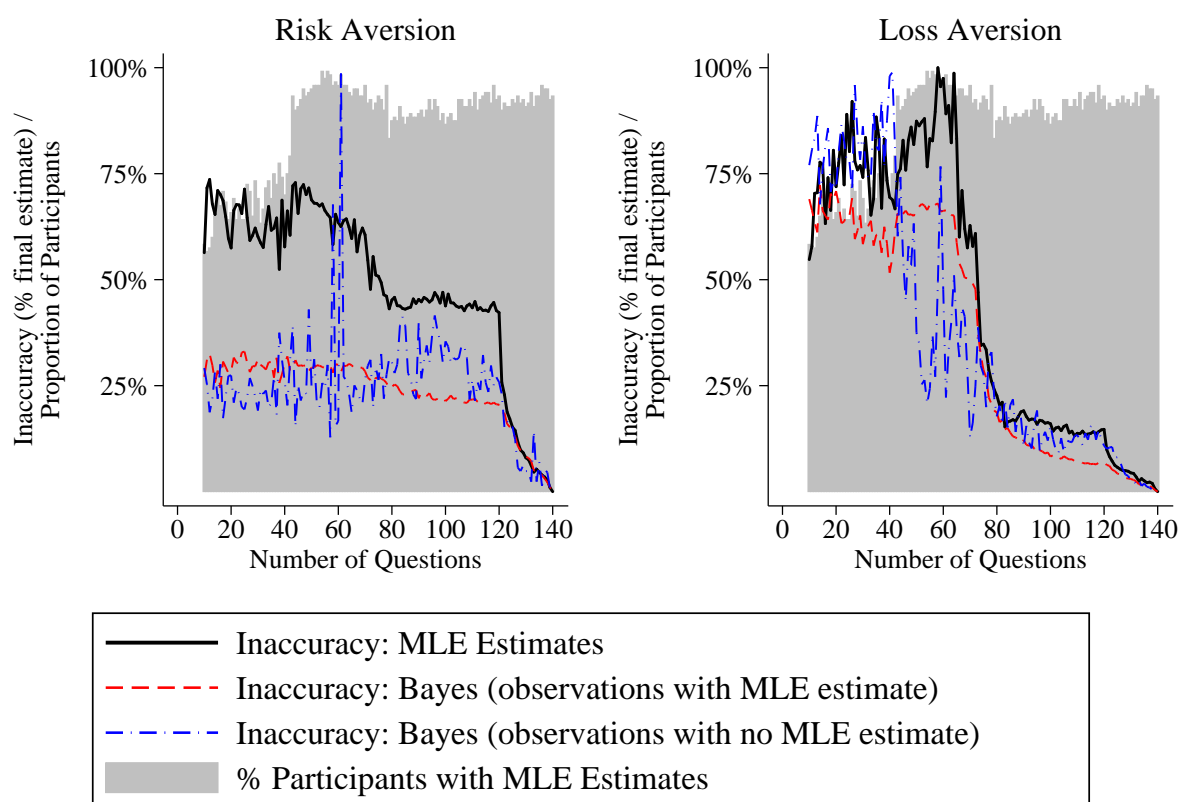 Risk Aversion
Inaccuracy (% final estimate) /
Proportion of Participants
100%
75%
50%
25%
0 20 40 60 80 100 120 140
Number of Questions
Loss Aversion
Inaccuracy (% final estimate) /
Proportion of Participants
100%
75%
50%
25%
0 20 40 60 80 100 120 140
Number of Questions
Inaccuracy: MLE Estimates
Inaccuracy: Bayes (observations with MLE estimate)
Inaccuracy: Bayes (observations with no MLE estimate)
% Participants with MLE Estimates